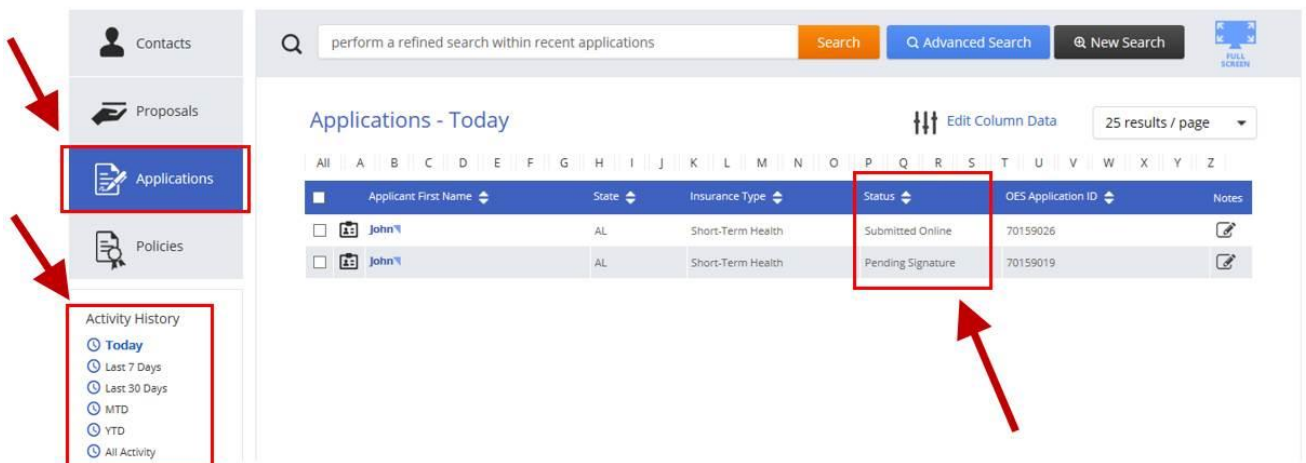 Contacts
Proposals
Applications
Policies
Activity History
Today
Last 7 Days
Last 30 Days
MTD
YTD
All Activity
perform a refined search within recent applications
Search
Advanced Search
New Search
FULL
SCREEN
Applications - Today
Edit Column Data
25 results / page
All A B C D E F G H I J K L M N O P Q R S T U V W X Y Z
Applicant First Name State Insurance Type Status OES Application ID Notes
John AL Short-Term Health Submitted Online 70159026
John AL Short-Term Health Pending Signature 70159019